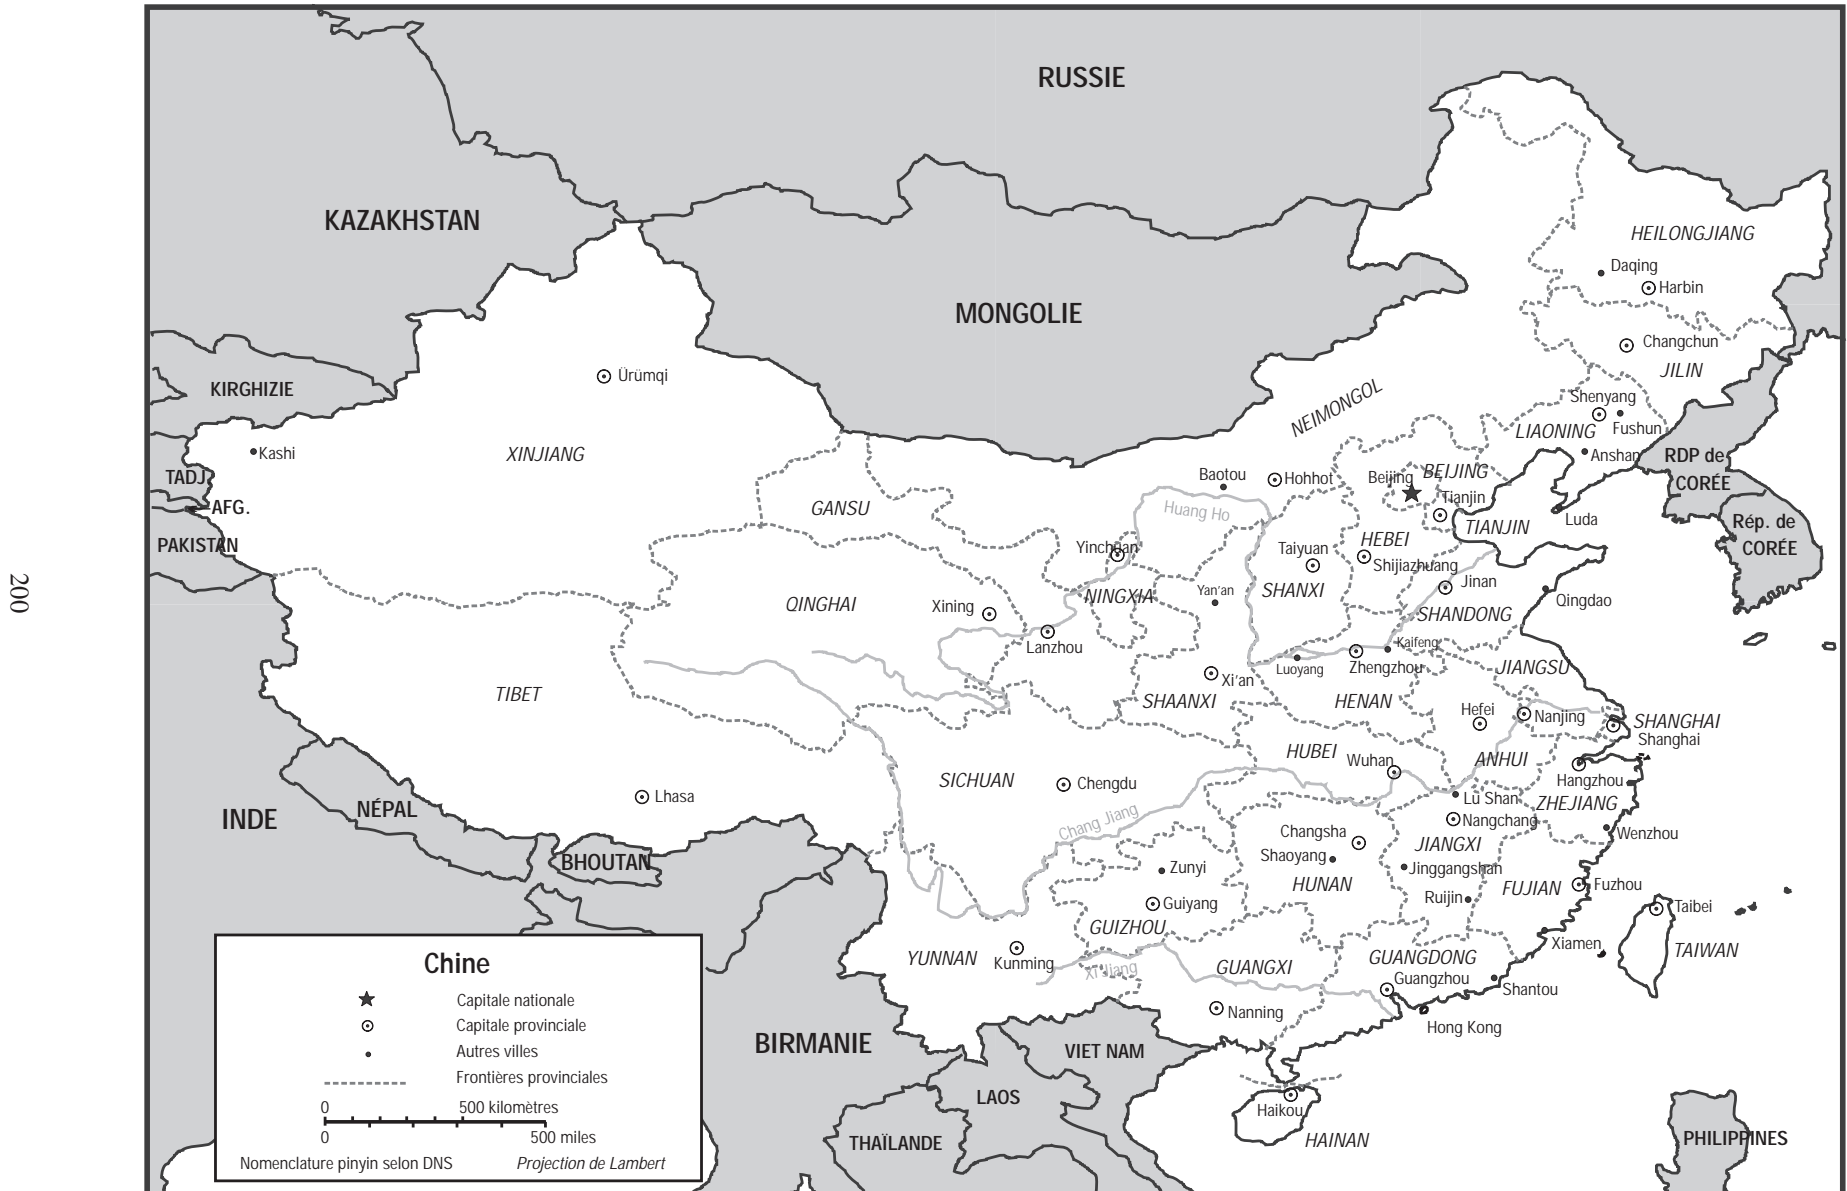 RUSSIE
KAZAKHSTAN
HEILONGJIANG
Daqing
Harbin
MONGOLIE
Changchun
JILIN
KIRGHIZIE
Ürümqi
NEIMONGOL
Shenyang
Fushun
LIAONING
Kashi
XINJIANG
Anshan
RDP de
CORÉE
TADJ.
Baotou
Hohhot
Beijing
BEIJING
Tianjin
AFG.
GANSU
Huang Ho
Luda
TIANJIN
Rép. de
CORÉE
PAKISTAN
Yinchuan
Taiyuan
HEBEI
Shijiazhuang
Jinan
200
QINGHAI
Xining
NINGXIA
Yan'an
SHANXI
SHANDONG
Qingdao
Lanzhou
Kaifeng
Luoyang
Zhengzhou
JIANGSU
Xi'an
TIBET
SHAANXI
HENAN
Hefei
Nanjing
SHANGHAI
Shanghai
HUBEI
Wuhan
ANHUI
Hangzhou
SICHUAN
Chengdu
Lhasa
Lu Shan
ZHEJIANG
INDE
NÉPAL
Chang Jiang
Nangchang
Wenzhou
Changsha
JIANGXI
BHOUTAN
Shaoyang
Zunyi
Jinggangshan
HUNAN
FUJIAN
Fuzhou
Guiyang
Ruijin
Taibei
GUIZHOU
Xiamen
TAIWAN
YUNNAN
Kunming
Xi Jiang
GUANGXI
GUANGDONG
Guangzhou
Shantou
Nanning
Hong Kong
BIRMANIE
VIET NAM
LAOS
Haikou
HAINAN
THAÏLANDE
PHILIPPINES
Chine
Capitale nationale
Capitale provinciale
Autres villes
Frontières provinciales
0 500 kilomètres
0 500 miles
Nomenclature pinyin selon DNS Projection de Lambert